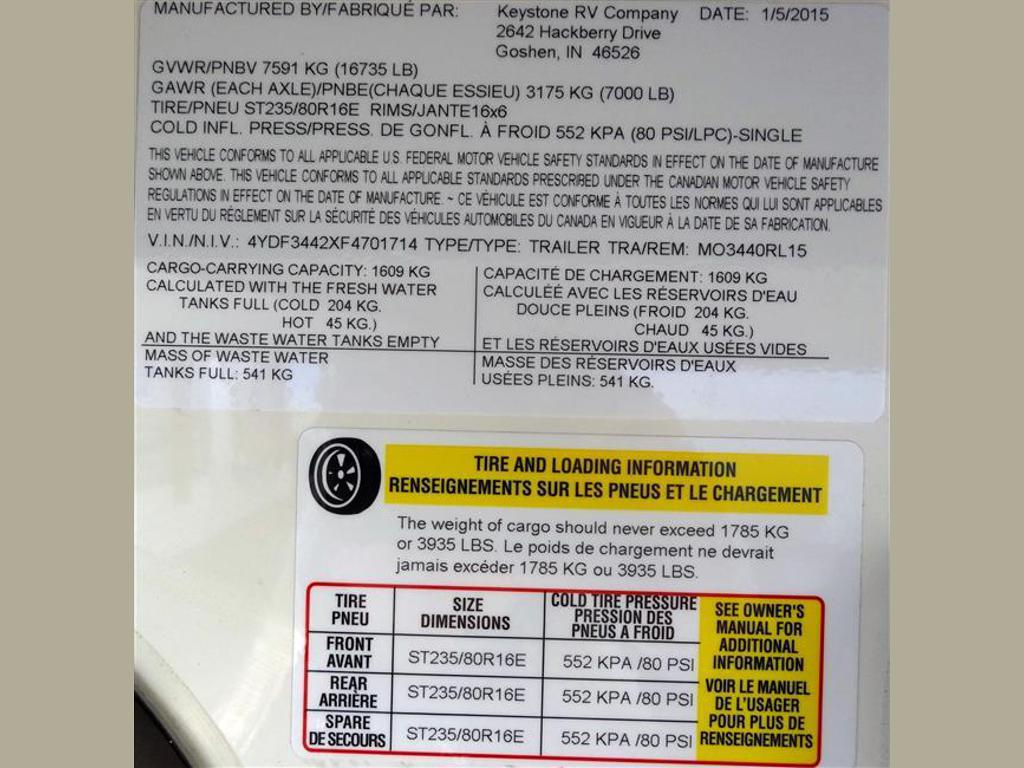 MANUFACTURED BY/FABRIQUÉ PAR: Keystone RV Company DATE: 1/5/2015
2642 Hackberry Drive
Goshen, IN 46526
GVWR/PNBV 7591 KG (16735 LB)
GAWR (EACH AXLE)/PNBE(CHAQUE ESSIEU) 3175 KG (7000 LB)
TIRE/PNEU ST235/80R16E RIMS/JANTE16x6
COLD INFL. PRESS/PRESS. DE GONFL. À FROID 552 KPA (80 PSI/LPC)-SINGLE
THIS VEHICLE CONFORMS TO ALL APPLICABLE U.S. FEDERAL MOTOR VEHICLE SAFETY STANDARDS IN EFFECT ON THE DATE OF MANUFACTURE
SHOWN ABOVE. THIS VEHICLE CONFORMS TO ALL APPLICABLE STANDARDS PRESCRIBED UNDER THE CANADIAN MOTOR VEHICLE SAFETY
REGULATIONS IN EFFECT ON THE DATE OF MANUFACTURE. ~ CE VÉHICULE EST CONFORME À TOUTES LES NORMES QUI LUI SONT APPLICABLES
EN VERTU DU RÉGLEMENT SUR LA SÉCURITÉ DES VÉHICULES AUTOMOBILES DU CANADA EN VIGUEUR À LA DATE DE SA FABRICATION.
V.I.N./N.I.V.: 4YDF3442XF4701714 TYPE/TYPE: TRAILER TRA/REM: MO3440RL15
CARGO-CARRYING CAPACITY: 1609 KG
CALCULATED WITH THE FRESH WATER
TANKS FULL (COLD 204 KG.
HOT 45 KG.)
AND THE WASTE WATER TANKS EMPTY
MASS OF WASTE WATER
TANKS FULL: 541 KG
CAPACITÉ DE CHARGEMENT: 1609 KG
CALCULÉE AVEC LES RÉSERVOIRS D'EAU
DOUCE PLEINS (FROID 204 KG.
CHAUD 45 KG.)
ET LES RÉSERVOIRS D'EAUX USÉES VIDES
MASSE DES RÉSERVOIRS D'EAUX
USÉES PLEINS: 541 KG.
TIRE AND LOADING INFORMATION
RENSEIGNEMENTS SUR LES PNEUS ET LE CHARGEMENT
The weight of cargo should never exceed 1785 KG
or 3935 LBS. Le poids de chargement ne devrait
jamais excéder 1785 KG ou 3935 LBS.
TIRE
PNEU
SIZE
DIMENSIONS
COLD TIRE PRESSURE
PRESSION DES
PNEUS A FROID
FRONT
AVANT
ST235/80R16E
552 KPA /80 PSI
REAR
ARRIÈRE
ST235/80R16E
552 KPA /80 PSI
SPARE
DE SECOURS
ST235/80R16E
552 KPA /80 PSI
SEE OWNER'S
MANUAL FOR
ADDITIONAL
INFORMATION
VOIR LE MANUEL
DE L'USAGER
POUR PLUS DE
RENSEIGNEMENTS